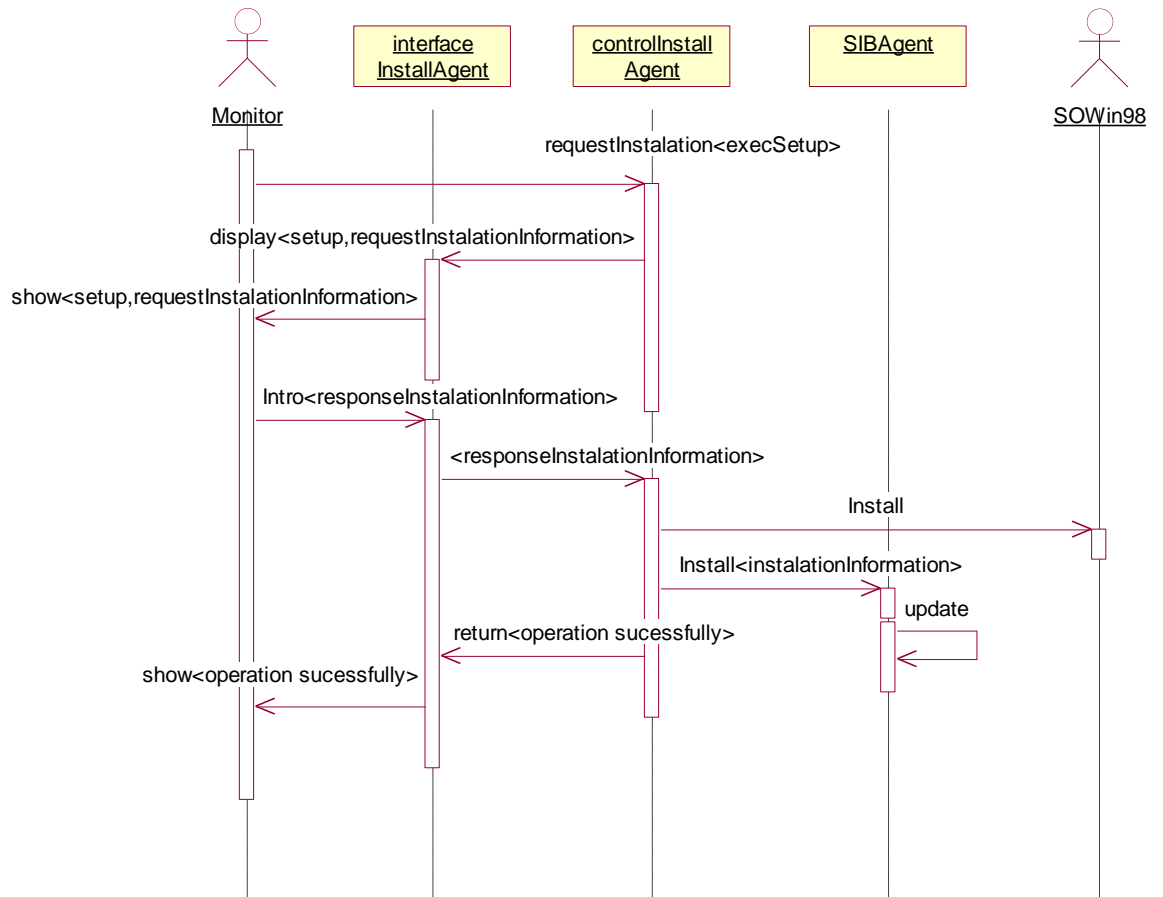 interface
InstallAgent
controlInstall
Agent
SIBAgent
Monitor
SOWin98
requestInstalation<execSetup>
display<setup,requestInstalationInformation>
show<setup,requestInstalationInformation>
Intro<responseInstalationInformation>
<responseInstalationInformation>
Install
Install<instalationInformation>
update
return<operation sucessfully>
show<operation sucessfully>